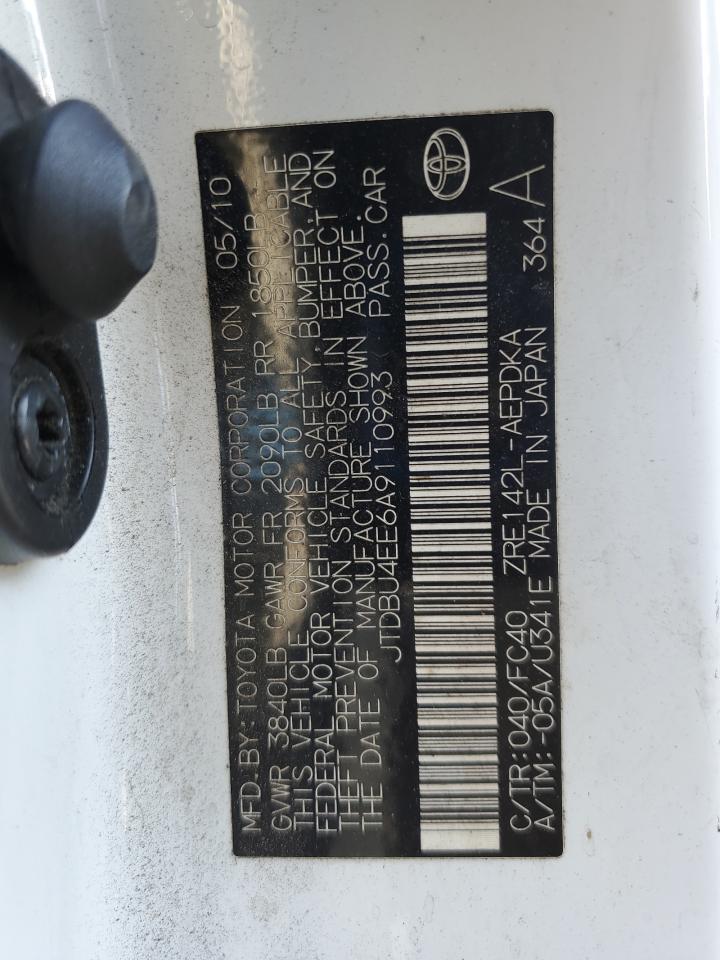 MFD.BY:TOYOTA MOTOR CORPORATION 05/10
GVWR 3840LB GAWR FR 2090LB RR 1850LB
THIS VEHICLE CONFORMS TO ALL APPLICABLE
FEDERAL MOTOR VEHICLE SAFETY, BUMPER, AND
THEFT PREVENTION STANDARDS IN EFFECT ON
THE DATE OF MANUFACTURE SHOWN ABOVE.
JTDBU4EE6A9110993 PASS.CAR
C/TR:040/FC40 ZRE142L-AEPDKA
A/TM:-05A/U341E MADE IN JAPAN 364 A